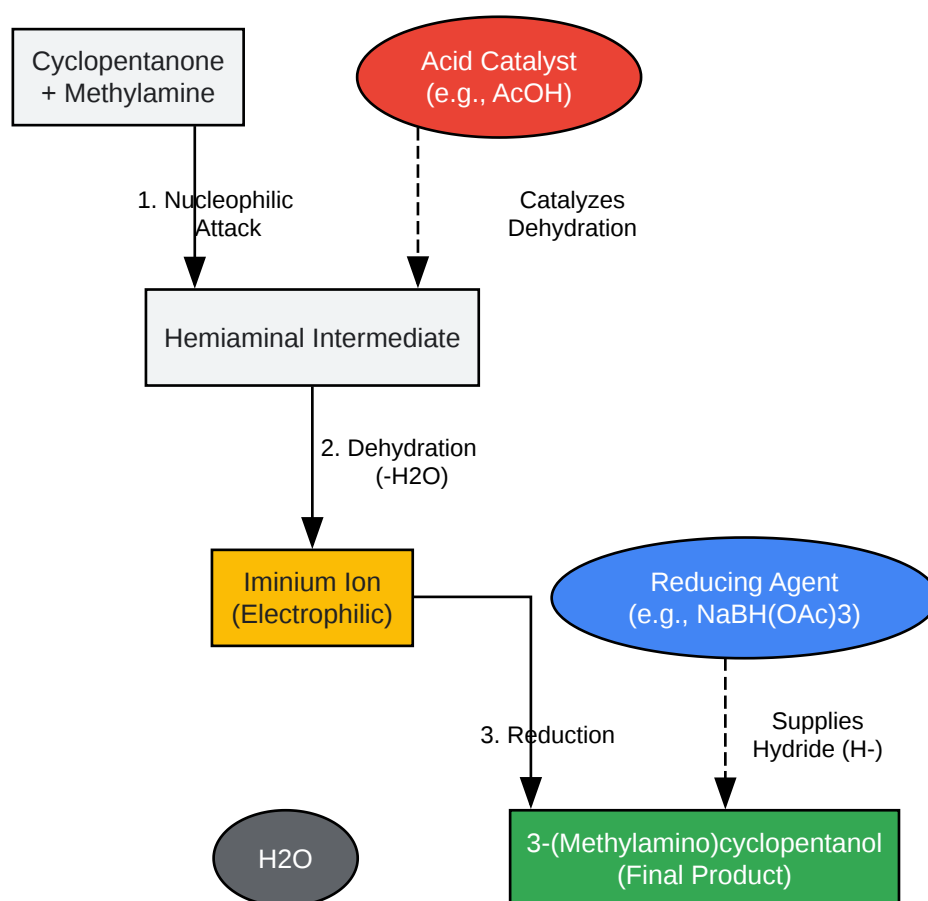 Cyclopentanone
+ Methylamine
Acid Catalyst
(e.g., AcOH)
1. Nucleophilic
Attack
Catalyzes
Dehydration
Hemiaminal Intermediate
2. Dehydration
(-H2O)
Iminium Ion
(Electrophilic)
Reducing Agent
(e.g., NaBH(OAc)3)
3. Reduction
Supplies
Hydride (H-)
H2O
3-(Methylamino)cyclopentanol
(Final Product)